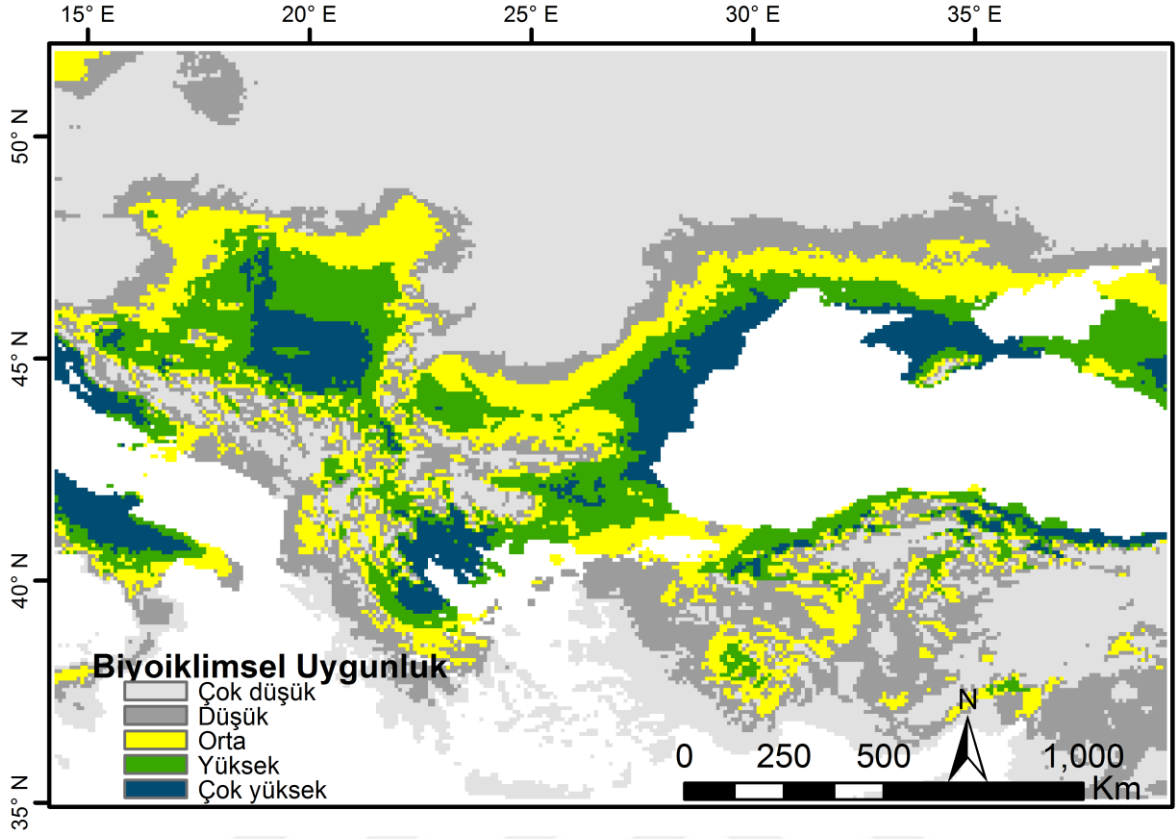 15° E 20° E 25° E 30° E 35° E
50° N
45° N
40° N
35° N
Biyoiklimsel Uygunluk
Çok düşük
Düşük
Orta
Yüksek
Çok yüksek
N
0 250 500 1,000
Km